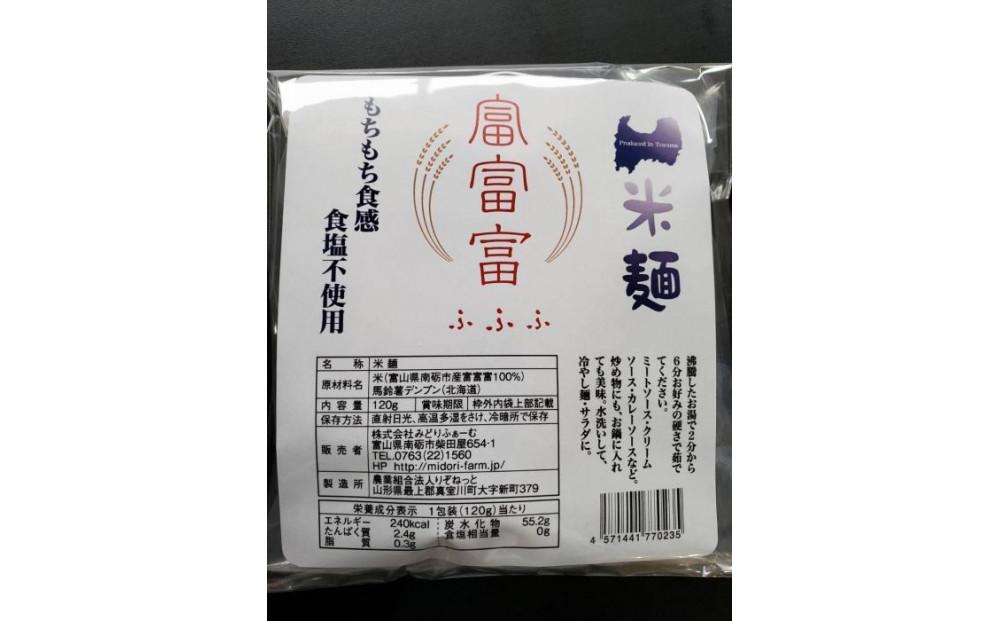 Produced in Toyama
米麺
富富富
ふふふ
もちもち食感
食塩不使用
沸騰したお湯で2分から
6分お好みの硬さで茹で
てください。
ミートソース・クリーム
ソース・カレーソースなど。
炒め物にも、お鍋に入れ
ても美味。水洗いして、
冷やし麺・サラダに。
名称 米麺
原材料名 米(富山県南砺市産富富富100%)
馬鈴薯デンプン(北海道)
内容量 120g 賞味期限 枠外内袋上部記載
保存方法 直射日光、高温多湿をさけ、冷暗所で保存
販売者 株式会社みどりふぁーむ
富山県南砺市柴田屋654-1
TEL.0763(22)1560
HP http://midori-farm.jp/
製造所 農業組合法人りぞねっと
山形県最上郡真室川町大字新町379
栄養成分表示 1包装(120g)当たり
エネルギー 240kcal 炭水化物 55.2g
たんぱく質 2.4g 食塩相当量 0g
脂質 0.3g
4 571441 770235